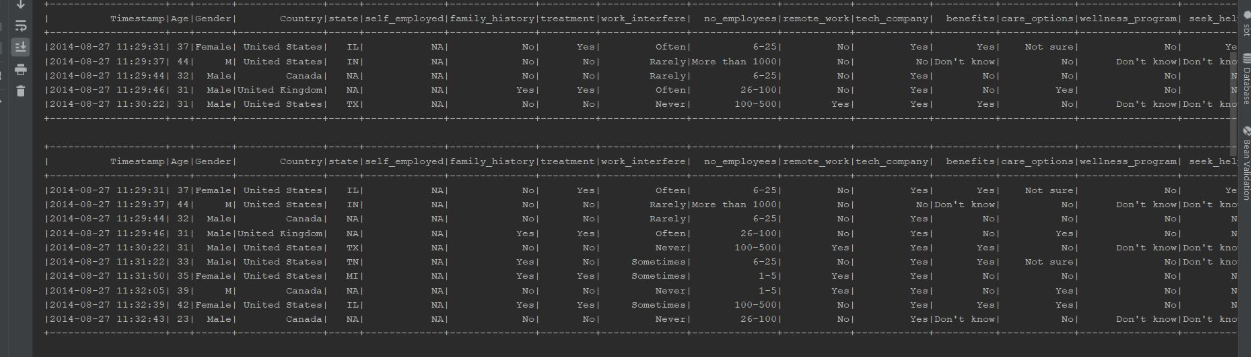 +-------------------+---+------+--------------+-----+-------------+--------------+---------+--------------+--------------+-----------+------------+----------+------------+----------------+---------
|          Timestamp|Age|Gender|       Country|state|self_employed|family_history|treatment|work_interfere|  no_employees|remote_work|tech_company|  benefits|care_options|wellness_program| seek_hel
+-------------------+---+------+--------------+-----+-------------+--------------+---------+--------------+--------------+-----------+------------+----------+------------+----------------+---------
|2014-08-27 11:29:31| 37|Female| United States|   IL|           NA|            No|      Yes|         Often|          6-25|         No|         Yes|       Yes|    Not sure|              No|       Ye
|2014-08-27 11:29:37| 44|     M| United States|   IN|           NA|            No|       No|        Rarely|More than 1000|         No|          No|Don't know|          No|      Don't know|Don't kno
|2014-08-27 11:29:44| 32|  Male|        Canada|   NA|           NA|            No|       No|        Rarely|          6-25|         No|         Yes|        No|          No|              No|        N
|2014-08-27 11:29:46| 31|  Male|United Kingdom|   NA|           NA|           Yes|      Yes|         Often|        26-100|         No|         Yes|        No|         Yes|              No|        N
|2014-08-27 11:30:22| 31|  Male| United States|   TX|           NA|            No|       No|         Never|       100-500|        Yes|         Yes|       Yes|          No|      Don't know|Don't kno
+-------------------+---+------+--------------+-----+-------------+--------------+---------+--------------+--------------+-----------+------------+----------+------------+----------------+---------
+-------------------+---+------+--------------+-----+-------------+--------------+---------+--------------+--------------+-----------+------------+----------+------------+----------------+---------
|          Timestamp|Age|Gender|       Country|state|self_employed|family_history|treatment|work_interfere|  no_employees|remote_work|tech_company|  benefits|care_options|wellness_program| seek_hel
+-------------------+---+------+--------------+-----+-------------+--------------+---------+--------------+--------------+-----------+------------+----------+------------+----------------+---------
|2014-08-27 11:29:31| 37|Female| United States|   IL|           NA|            No|      Yes|         Often|          6-25|         No|         Yes|       Yes|    Not sure|              No|       Ye
|2014-08-27 11:29:37| 44|     M| United States|   IN|           NA|            No|       No|        Rarely|More than 1000|         No|          No|Don't know|          No|      Don't know|Don't kno
|2014-08-27 11:29:44| 32|  Male|        Canada|   NA|           NA|            No|       No|        Rarely|          6-25|         No|         Yes|        No|          No|              No|        N
|2014-08-27 11:29:46| 31|  Male|United Kingdom|   NA|           NA|           Yes|      Yes|         Often|        26-100|         No|         Yes|        No|         Yes|              No|        N
|2014-08-27 11:30:22| 31|  Male| United States|   TX|           NA|            No|       No|         Never|       100-500|        Yes|         Yes|       Yes|          No|      Don't know|Don't kno
|2014-08-27 11:31:22| 33|  Male| United States|   TN|           NA|           Yes|       No|     Sometimes|          6-25|         No|         Yes|       Yes|    Not sure|              No|Don't kno
|2014-08-27 11:31:50| 35|Female| United States|   MI|           NA|           Yes|      Yes|     Sometimes|           1-5|        Yes|         Yes|        No|          No|              No|        N
|2014-08-27 11:32:05| 39|     M|        Canada|   NA|           NA|            No|       No|         Never|           1-5|        Yes|         Yes|        No|         Yes|              No|        N
|2014-08-27 11:32:39| 42|Female| United States|   IL|           NA|           Yes|      Yes|     Sometimes|       100-500|         No|         Yes|       Yes|         Yes|              No|        N
|2014-08-27 11:32:43| 23|  Male|        Canada|   NA|           NA|            No|       No|         Never|        26-100|         No|         Yes|Don't know|          No|      Don't know|Don't kno
+-------------------+---+------+--------------+-----+-------------+--------------+---------+--------------+--------------+-----------+------------+----------+------------+----------------+---------
sbt
Database
Bean Validation